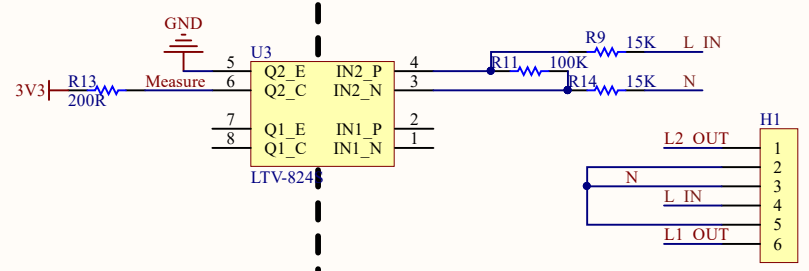 GND
U3
R9
15K
L_IN
5
Q2_E
IN2_P
4
R11
100K
3V3
R13
200R
Measure
6
Q2_C
IN2_N
3
R14
15K
N
7
Q1_E
IN1_P
2
8
Q1_C
IN1_N
1
H1
LTV-824S
L2_OUT
1
2
N
3
L_IN
4
5
L1_OUT
6